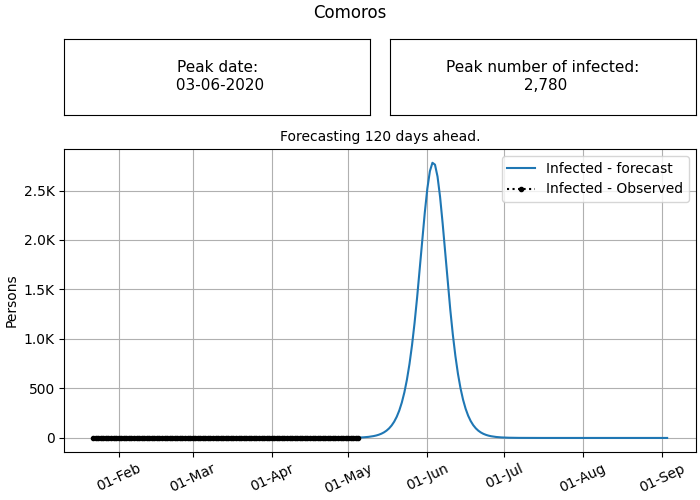 Comoros
Peak date:
03-06-2020
Peak number of infected:
2,780
Forecasting 120 days ahead.
Infected - forecast
Infected - Observed
Persons
2.5K
2.0K
1.5K
1.0K
500
0
01-Feb
01-Mar
01-Apr
01-May
01-Jun
01-Jul
01-Aug
01-Sep